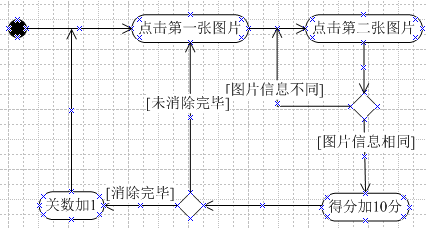 点击第一张图片
点击第二张图片
[图片信息不同]
[未消除完毕]
[图片信息相同]
[消除完毕]
关数加1
得分加10分